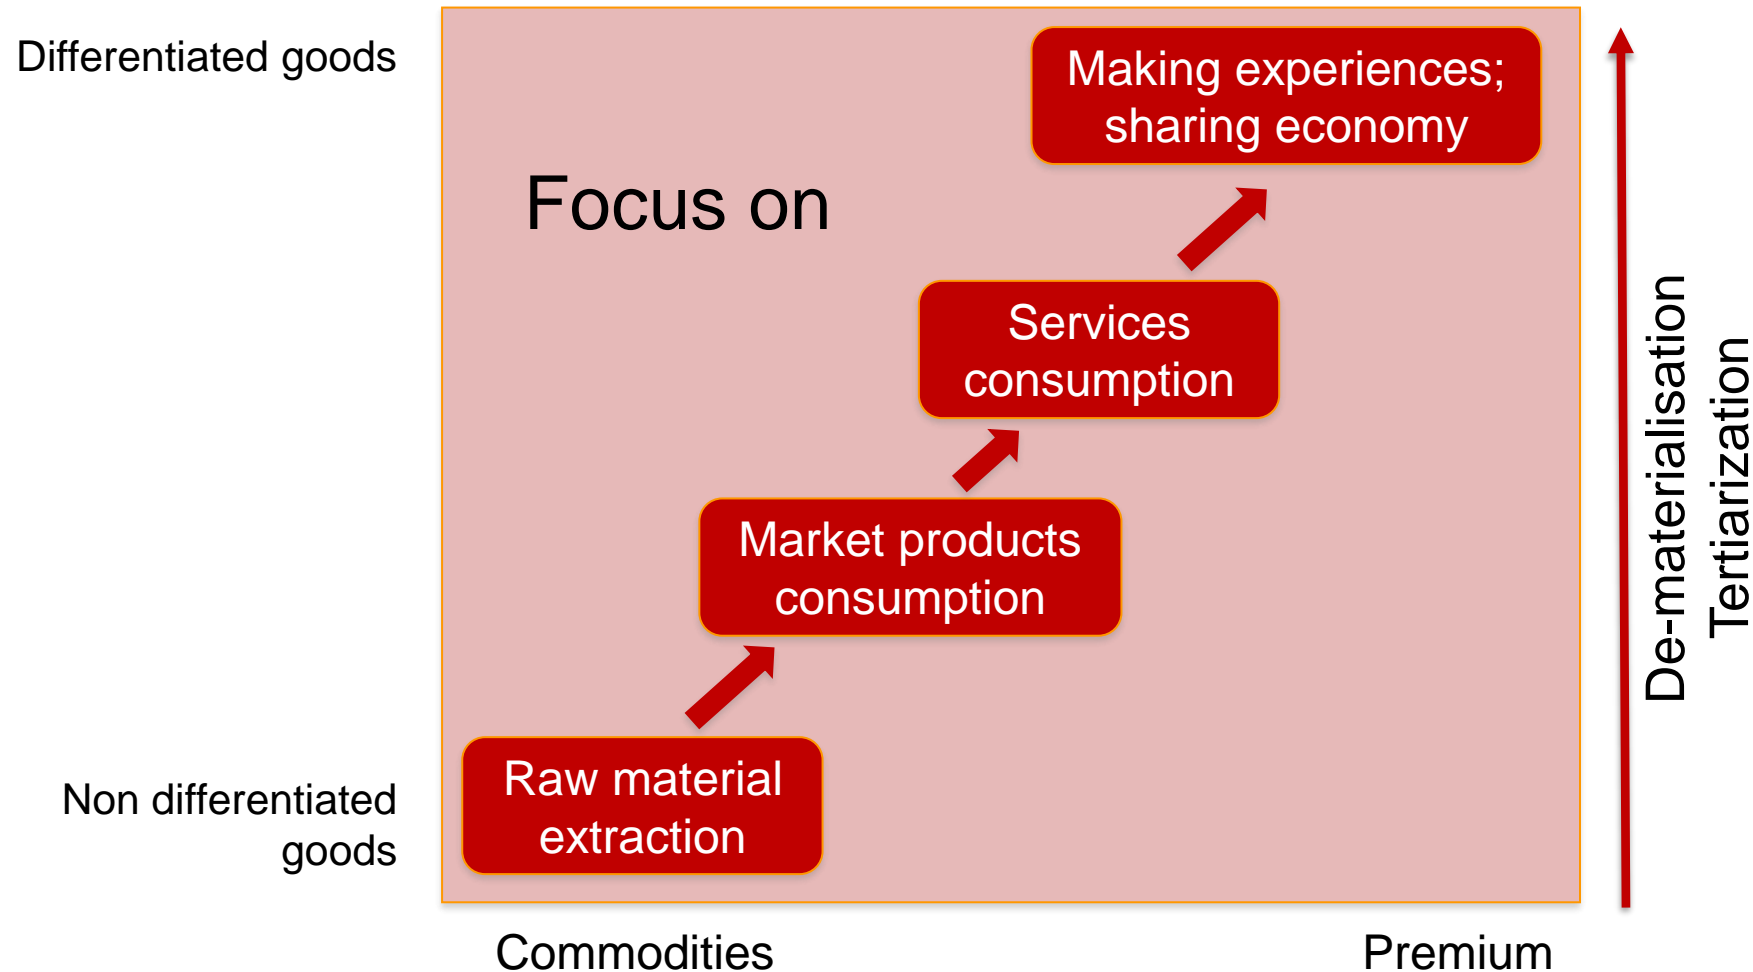 Differentiated goods
Making experiences;
sharing economy
Focus on
Services
consumption
Market products
consumption
Raw material
extraction
Non differentiated
goods
Commodities
Premium
De-materialisation
Tertiarization